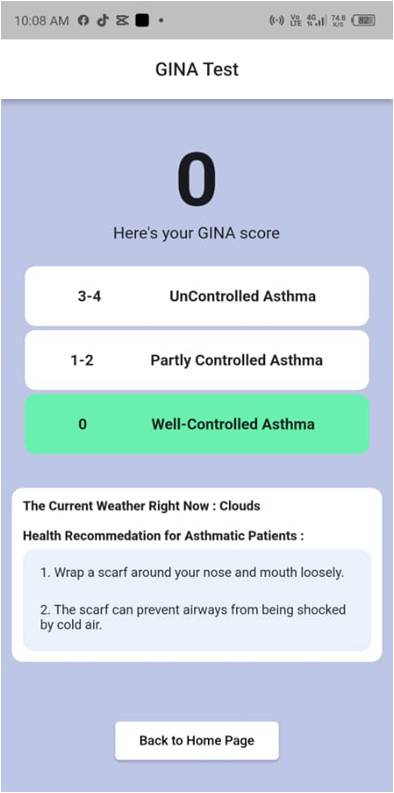 10:08 AM
Vo LTE 4G 74.8 K/S 82
GINA Test
0
Here's your GINA score
3-4 UnControlled Asthma
1-2 Partly Controlled Asthma
0 Well-Controlled Asthma
The Current Weather Right Now : Clouds
Health Recommedation for Asthmatic Patients :
1. Wrap a scarf around your nose and mouth loosely.
2. The scarf can prevent airways from being shocked
by cold air.
Back to Home Page